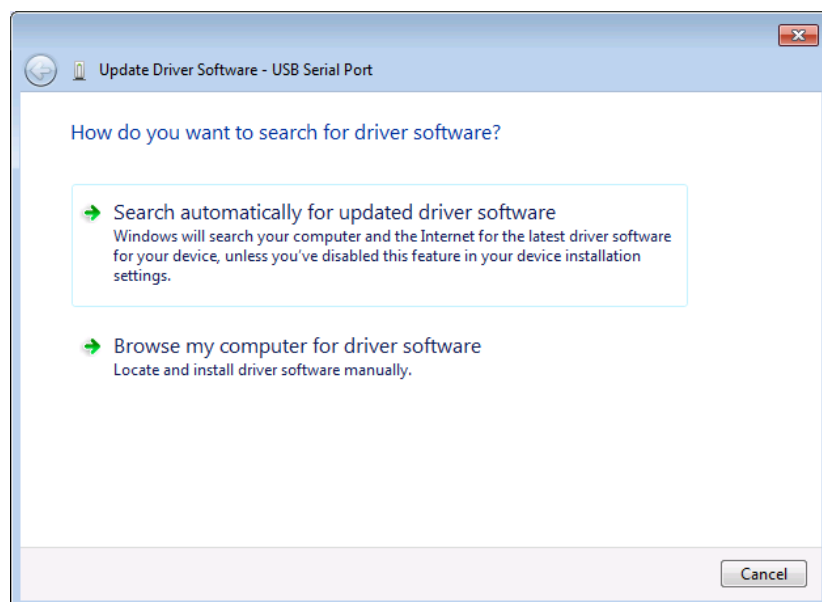 Update Driver Software - USB Serial Port
How do you want to search for driver software?
Search automatically for updated driver software
Windows will search your computer and the Internet for the latest driver software
for your device, unless you've disabled this feature in your device installation
settings.
Browse my computer for driver software
Locate and install driver software manually.
Cancel